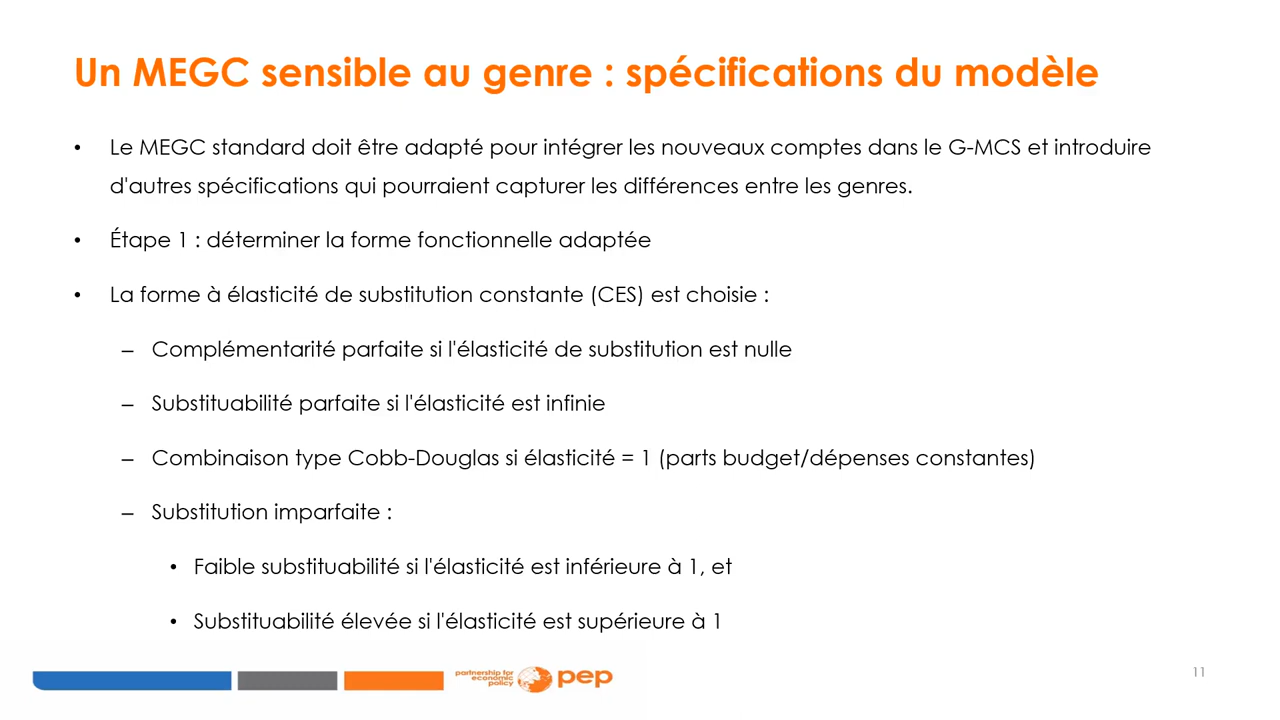 Un MEGC sensible au genre : spécifications du modèle
• Le MEGC standard doit être adapté pour intégrer les nouveaux comptes dans le G-MCS et introduire
d'autres spécifications qui pourraient capturer les différences entre les genres.
• Étape 1 : déterminer la forme fonctionnelle adaptée
• La forme à élasticité de substitution constante (CES) est choisie :
– Complémentarité parfaite si l'élasticité de substitution est nulle
– Substituabilité parfaite si l'élasticité est infinie
– Combinaison type Cobb-Douglas si élasticité = 1 (parts budget/dépenses constantes)
– Substitution imparfaite :
• Faible substituabilité si l'élasticité est inférieure à 1, et
• Substituabilité élevée si l'élasticité est supérieure à 1
partnership for
economic
policy
pep
11